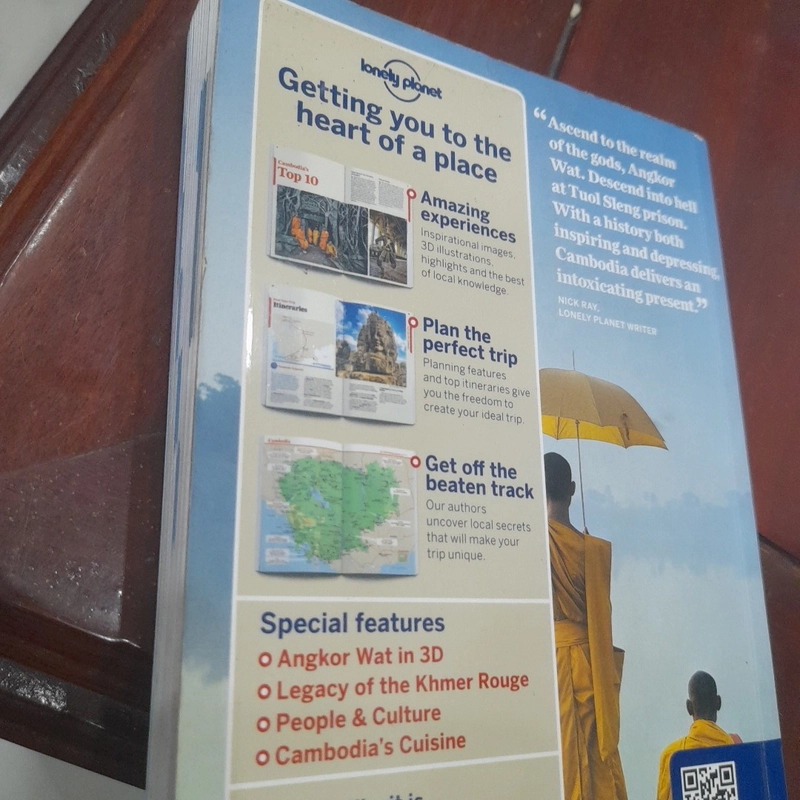 lonely planet
Getting you to the
heart of a place
Cambodia's
Top 10
Amazing
experiences
Inspirational images,
3D illustrations,
highlights and the best
of local knowledge.
Itineraries
Plan the
perfect trip
Planning features
and top itineraries give
you the freedom to
create your ideal trip.
Cambodia
Get off the
beaten track
Our authors
uncover local secrets
that will make your
trip unique.
Special features
Angkor Wat in 3D
Legacy of the Khmer Rouge
People & Culture
Cambodia's Cuisine
“Ascend to the realm
of the gods, Angkor
Wat. Descend into hell
at Tuol Sleng prison.
With a history both
inspiring and depressing,
Cambodia delivers an
intoxicating present.”
NICK RAY,
LONELY PLANET WRITER